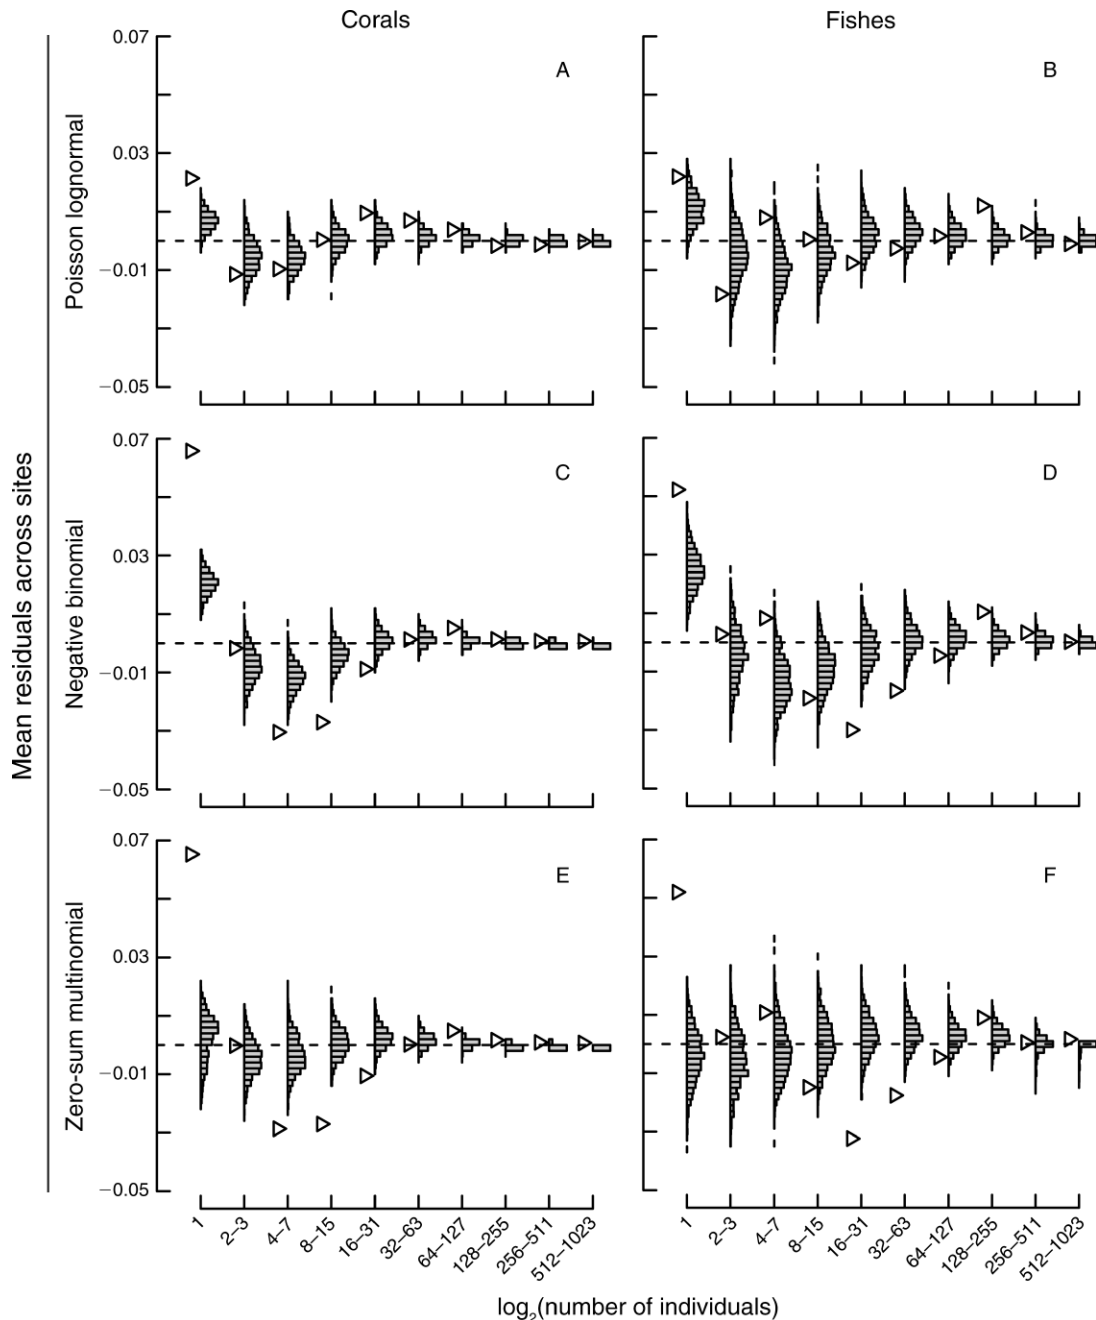 Corals
Fishes
Mean residuals across sites
Poisson lognormal
0.07
0.03
−0.01
−0.05
A
B
Negative binomial
0.07
0.03
−0.01
−0.05
C
D
Zero-sum multinomial
0.07
0.03
−0.01
−0.05
E
F
1
2−3
4−7
8−15
16−31
32−63
64−127
128−255
256−511
512−1023
1
2−3
4−7
8−15
16−31
32−63
64−127
128−255
256−511
512−1023
log₂(number of individuals)